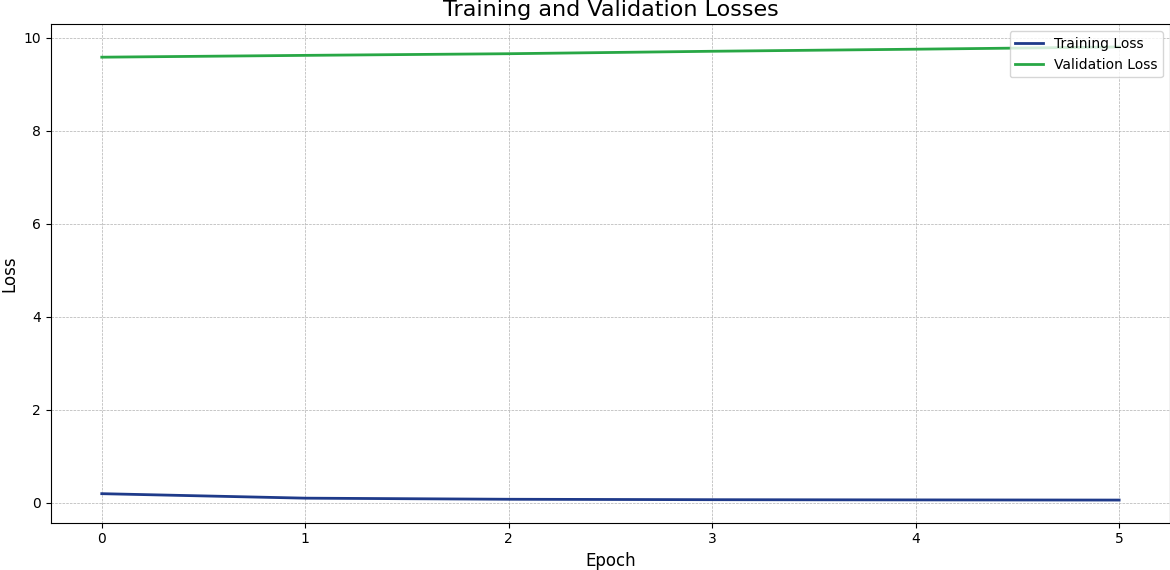 Training and Validation Losses
Training Loss
Validation Loss
10
8
6
4
2
0
Loss
0 1 2 3 4 5
Epoch